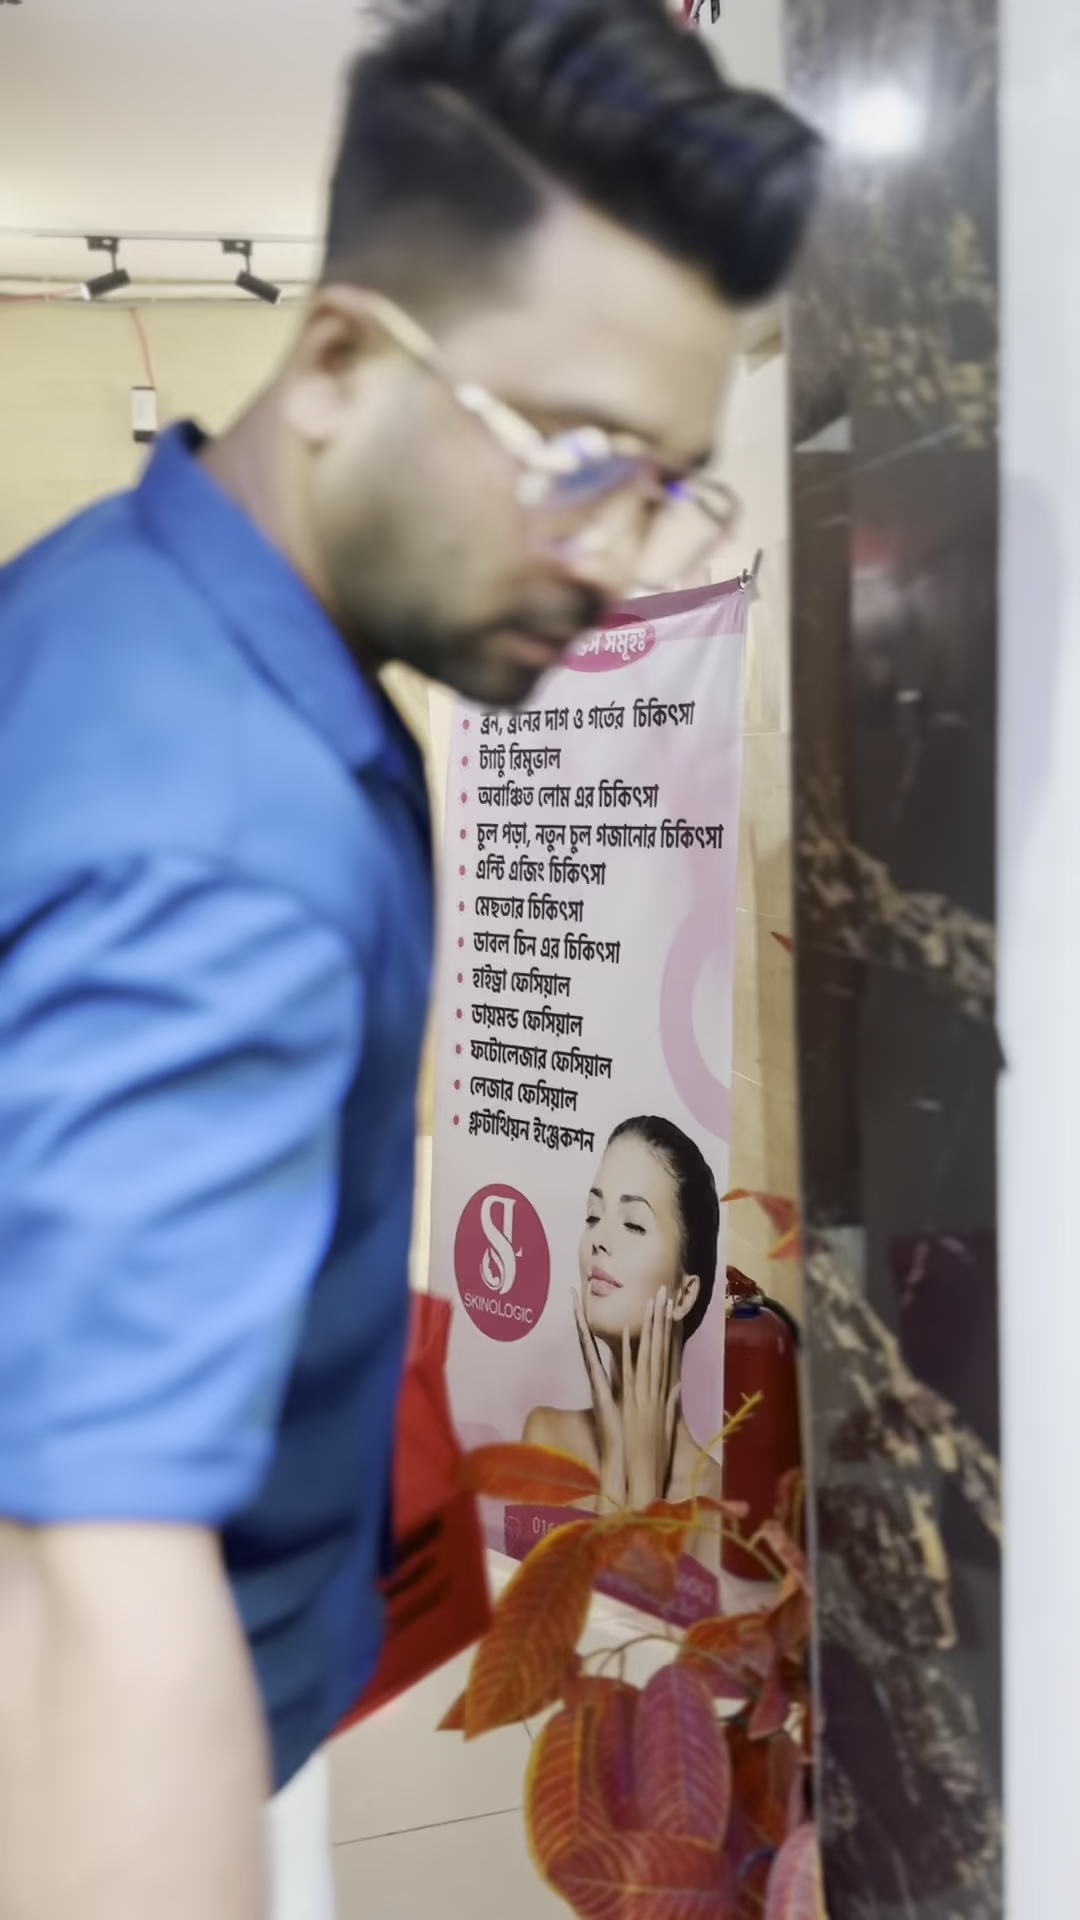 সমূহঃ
ব্রন, ব্রনের দাগ ও গর্তের চিকিৎসা
ট্যাটু রিমুভাল
অবাঞ্চিত লোম এর চিকিৎসা
চুল পড়া, নতুন চুল গজানোর চিকিৎসা
এন্টি এজিং চিকিৎসা
মেছতার চিকিৎসা
ডাবল চিন এর চিকিৎসা
হাইড্রা ফেসিয়াল
ডায়মন্ড ফেসিয়াল
ফটোলেজার ফেসিয়াল
লেজার ফেসিয়াল
গ্লুটাথিয়ন ইঞ্জেকশন
SKINOLOGIC